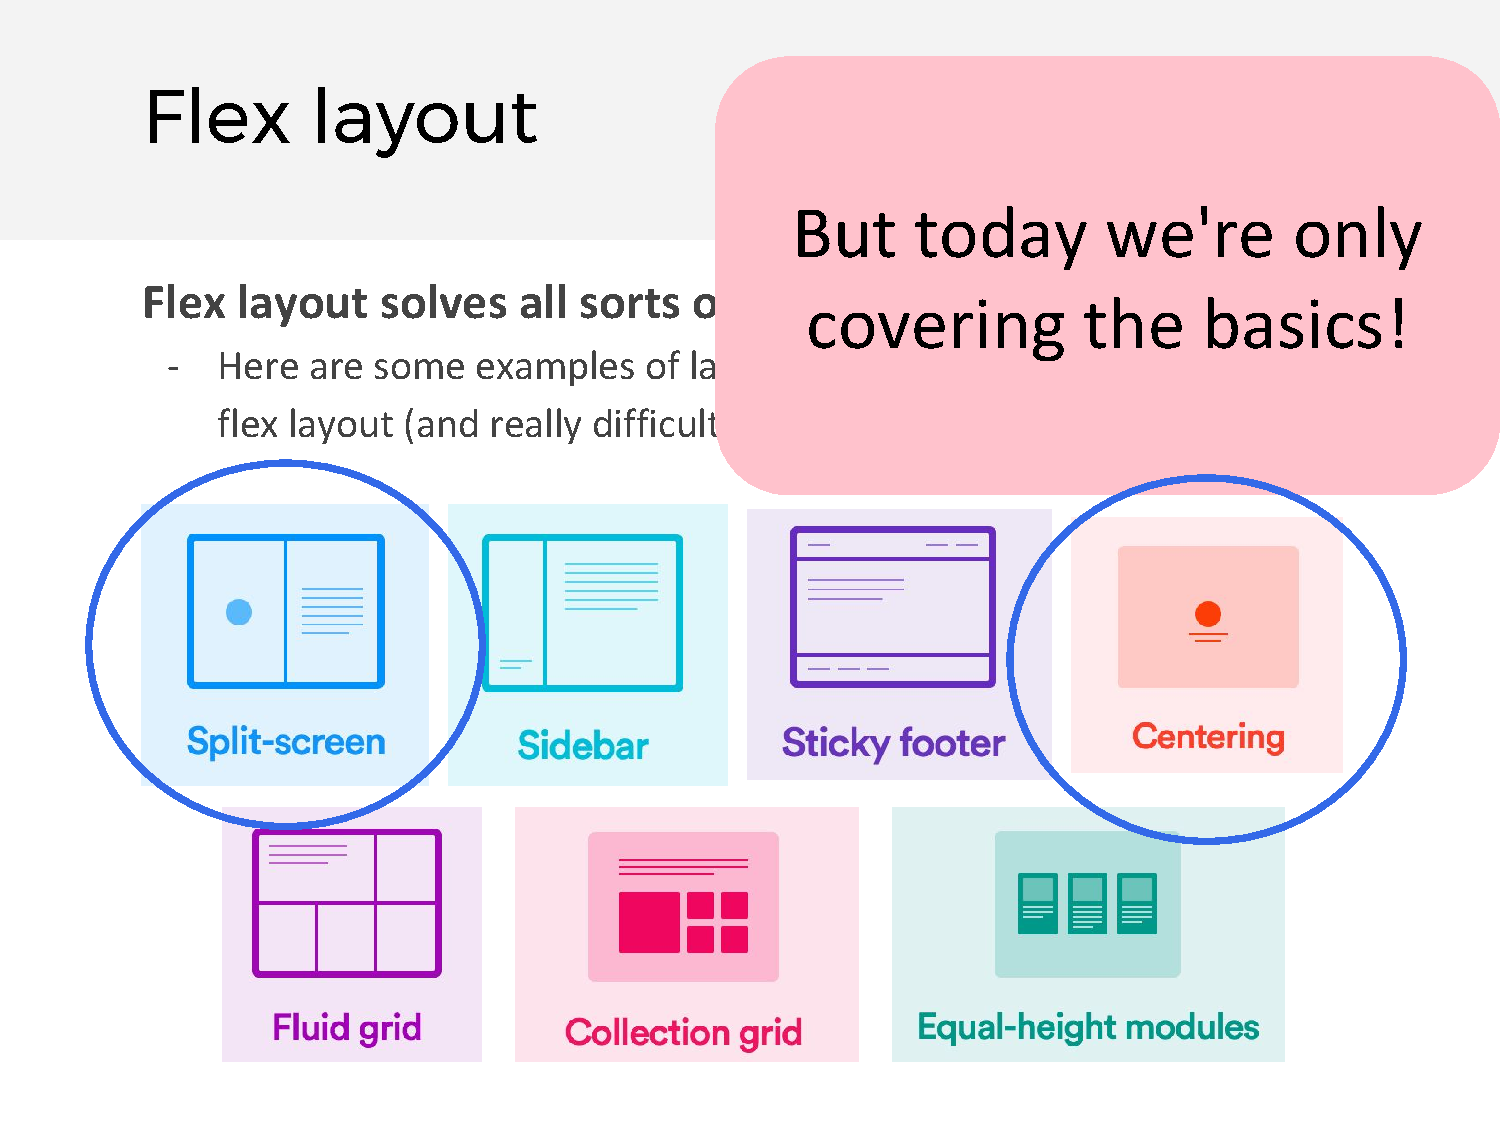 Flex layout
But today we're only
covering the basics!
Flex layout solves all sorts
- Here are some examples of
flex layout (and really difficult
Split-screen
Sidebar
Sticky footer
Centering
Fluid grid
Collection grid
Equal-height modules